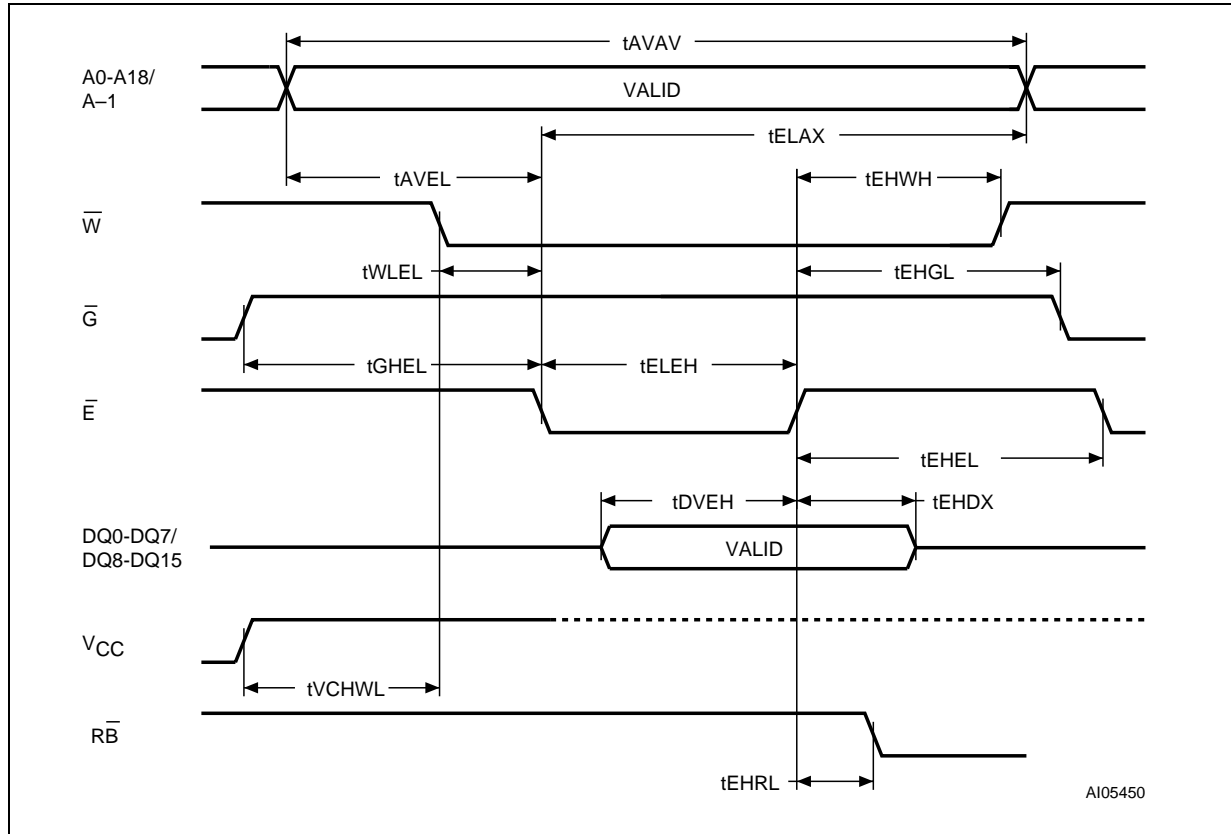 tAVAV
A0-A18/
A–1
VALID
tELAX
tAVEL
tEHWH
W̅
tWLEL
tEHGL
G̅
tGHEL
tELEH
E̅
tEHEL
tDVEH
tEHDX
DQ0-DQ7/
DQ8-DQ15
VALID
VCC
tVCHWL
RB̅
tEHRL
AI05450